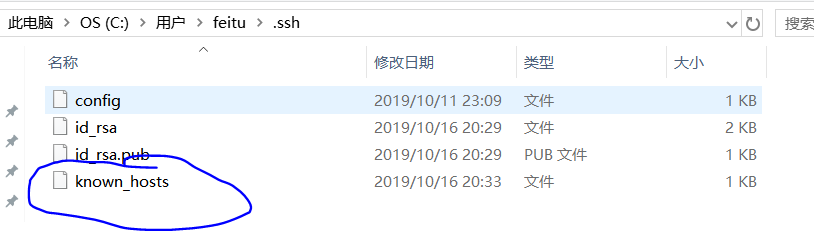 此电脑 > OS (C:) > 用户 > feitu > .ssh 搜索
名称 修改日期 类型 大小
config 2019/10/11 23:09 文件 1 KB
id_rsa 2019/10/16 20:29 文件 2 KB
id_rsa.pub 2019/10/16 20:29 PUB 文件 1 KB
known_hosts 2019/10/16 20:33 文件 1 KB